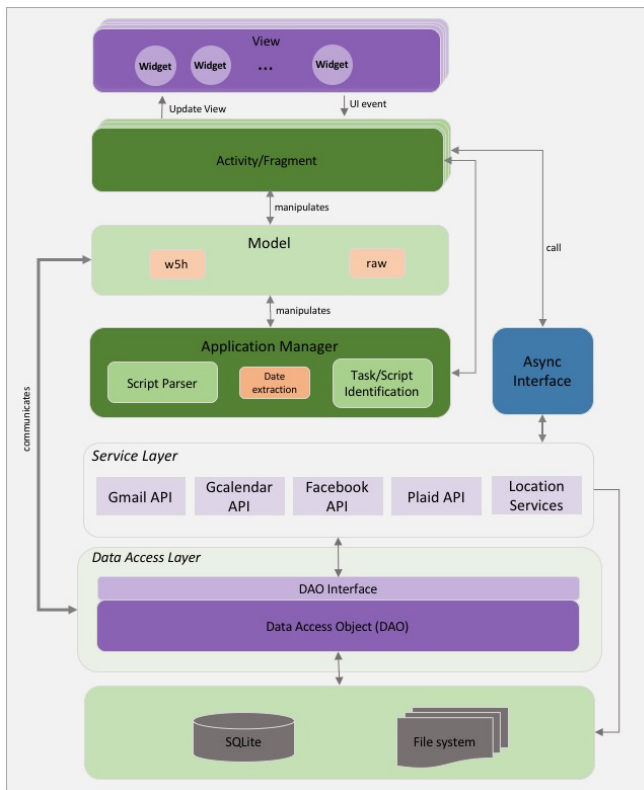 View
Widget
Widget
...
Widget
Update View
UI event
Activity/Fragment
manipulates
call
Model
w5h
raw
manipulates
Application Manager
Script Parser
Date
extraction
Task/Script
Identification
Async
Interface
communicates
Service Layer
Gmail API
Gcalendar
API
Facebook
API
Plaid API
Location
Services
Data Access Layer
DAO Interface
Data Access Object (DAO)
SQLite
File system